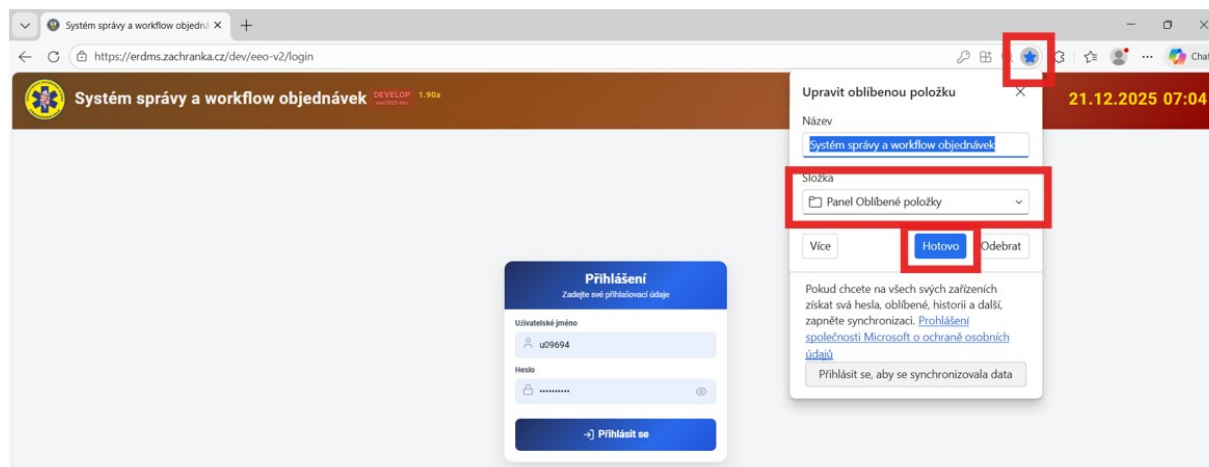 Systém správy a workflow objedná
https://erdms.zachranka.cz/dev/eeo-v2/login
Chat
Systém správy a workflow objednávek DEVELOP 1.90a
21.12.2025 07:04
Upravit oblíbenou položku
Název
Systém správy a workflow objednávek
Složka
Panel Oblíbené položky
Více Hotovo Odebrat
Pokud chcete na všech svých zařízeních
získat svá hesla, oblíbené, historii a další,
zapněte synchronizaci. Prohlášení
společnosti Microsoft o ochraně osobních
údajů
Přihlásit se, aby se synchronizovala data
Přihlášení
Zadejte své přihlašovací údaje
Uživatelské jméno
u09694
Heslo
Přihlásit se